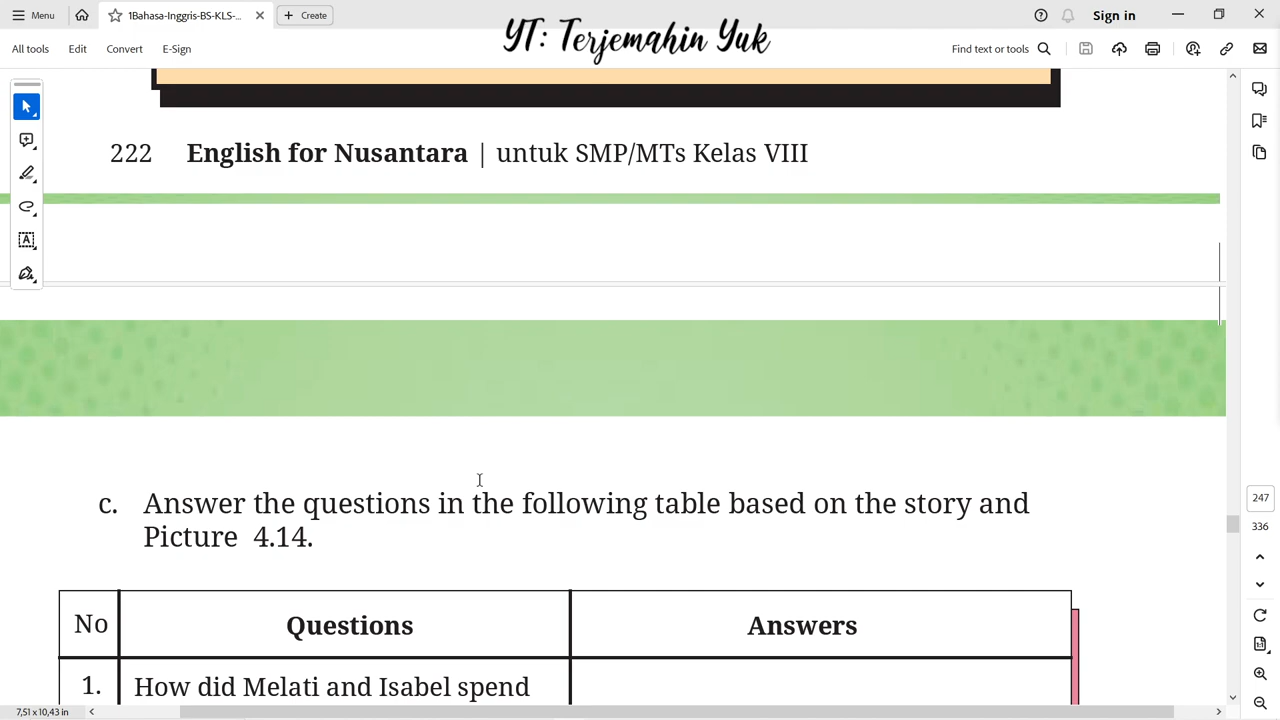 Menu
1Bahasa-Inggris-BS-KLS-...
Create
Sign in
YT: Terjemahin Yuk
All tools Edit Convert E-Sign
Find text or tools
222 English for Nusantara | untuk SMP/MTs Kelas VIII
c. Answer the questions in the following table based on the story and
Picture 4.14.
No Questions Answers
1. How did Melati and Isabel spend
247
336
7,51 x 10,43 in